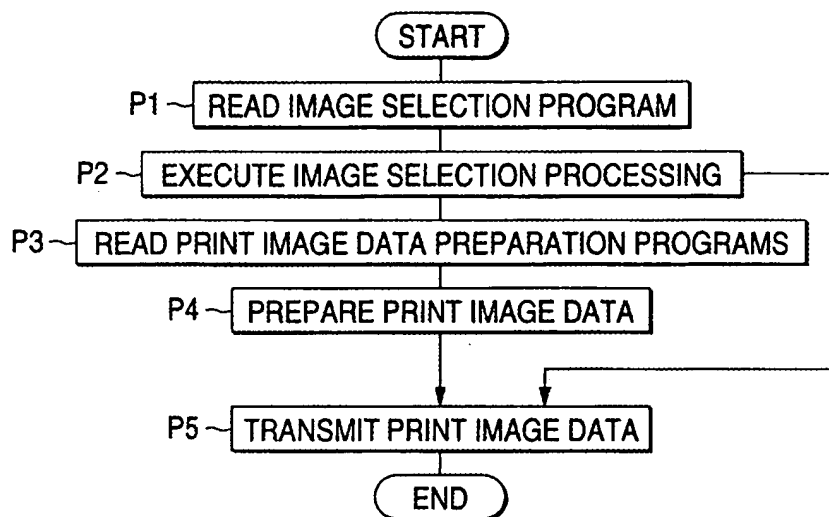 START
P1 READ IMAGE SELECTION PROGRAM
P2 EXECUTE IMAGE SELECTION PROCESSING
P3 READ PRINT IMAGE DATA PREPARATION PROGRAMS
P4 PREPARE PRINT IMAGE DATA
P5 TRANSMIT PRINT IMAGE DATA
END